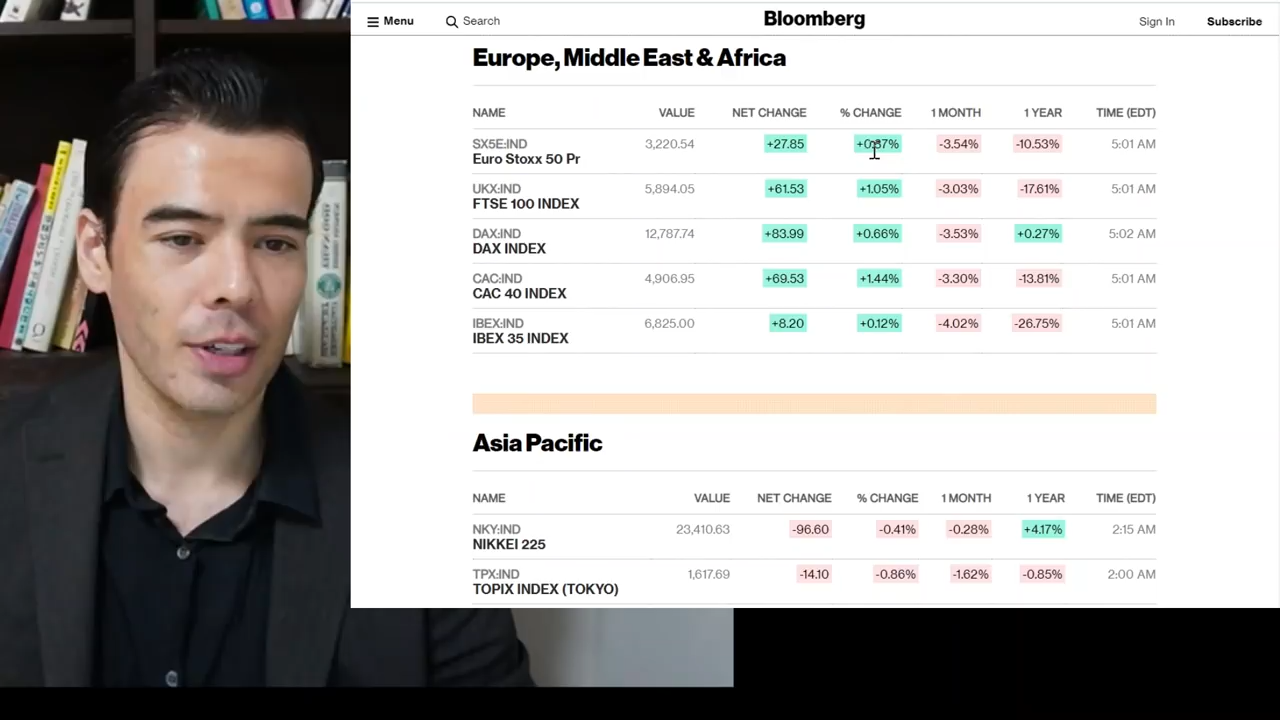 Menu Search Bloomberg Sign In Subscribe
Europe, Middle East & Africa
NAME VALUE NET CHANGE % CHANGE 1 MONTH 1 YEAR TIME (EDT)
SX5E:IND 3,220.54 +27.85 +0.87% -3.54% -10.53% 5:01 AM
Euro Stoxx 50 Pr
UKX:IND 5,894.05 +61.53 +1.05% -3.03% -17.61% 5:01 AM
FTSE 100 INDEX
DAX:IND 12,787.74 +83.99 +0.66% -3.53% +0.27% 5:02 AM
DAX INDEX
CAC:IND 4,906.95 +69.53 +1.44% -3.30% -13.81% 5:01 AM
CAC 40 INDEX
IBEX:IND 6,825.00 +8.20 +0.12% -4.02% -26.75% 5:01 AM
IBEX 35 INDEX
Asia Pacific
NAME VALUE NET CHANGE % CHANGE 1 MONTH 1 YEAR TIME (EDT)
NKY:IND 23,410.63 -96.60 -0.41% -0.28% +4.17% 2:15 AM
NIKKEI 225
TPX:IND 1,617.69 -14.10 -0.86% -1.62% -0.85% 2:00 AM
TOPIX INDEX (TOKYO)